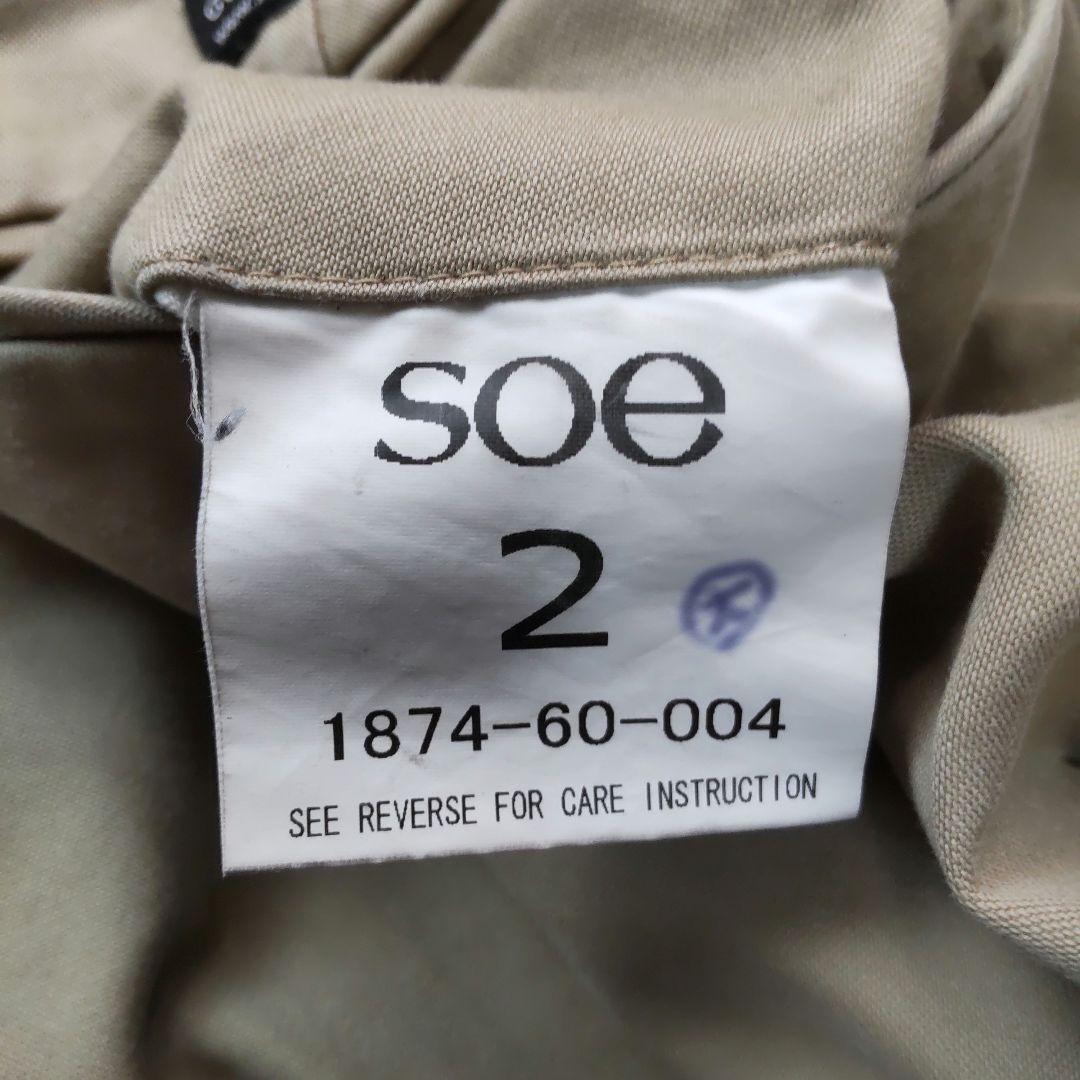 soe
2
1874-60-004
SEE REVERSE FOR CARE INSTRUCTION